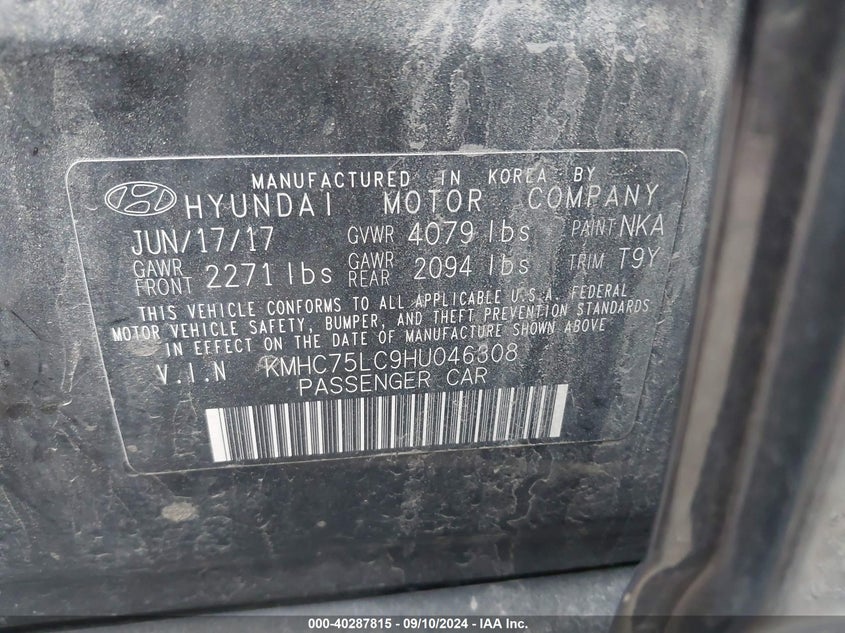 MANUFACTURED IN KOREA BY
HYUNDAI MOTOR COMPANY
JUN/17/17 GVWR 4079 lbs PAINT NKA
GAWR FRONT 2271 lbs GAWR REAR 2094 lbs TRIM T9Y
THIS VEHICLE CONFORMS TO ALL APPLICABLE U.S.A. FEDERAL
MOTOR VEHICLE SAFETY, BUMPER, AND THEFT PREVENTION STANDARDS
IN EFFECT ON THE DATE OF MANUFACTURE SHOWN ABOVE
V.I.N KMHC75LC9HU046308
PASSENGER CAR
000-40287815 - 09/10/2024 - IAA Inc.